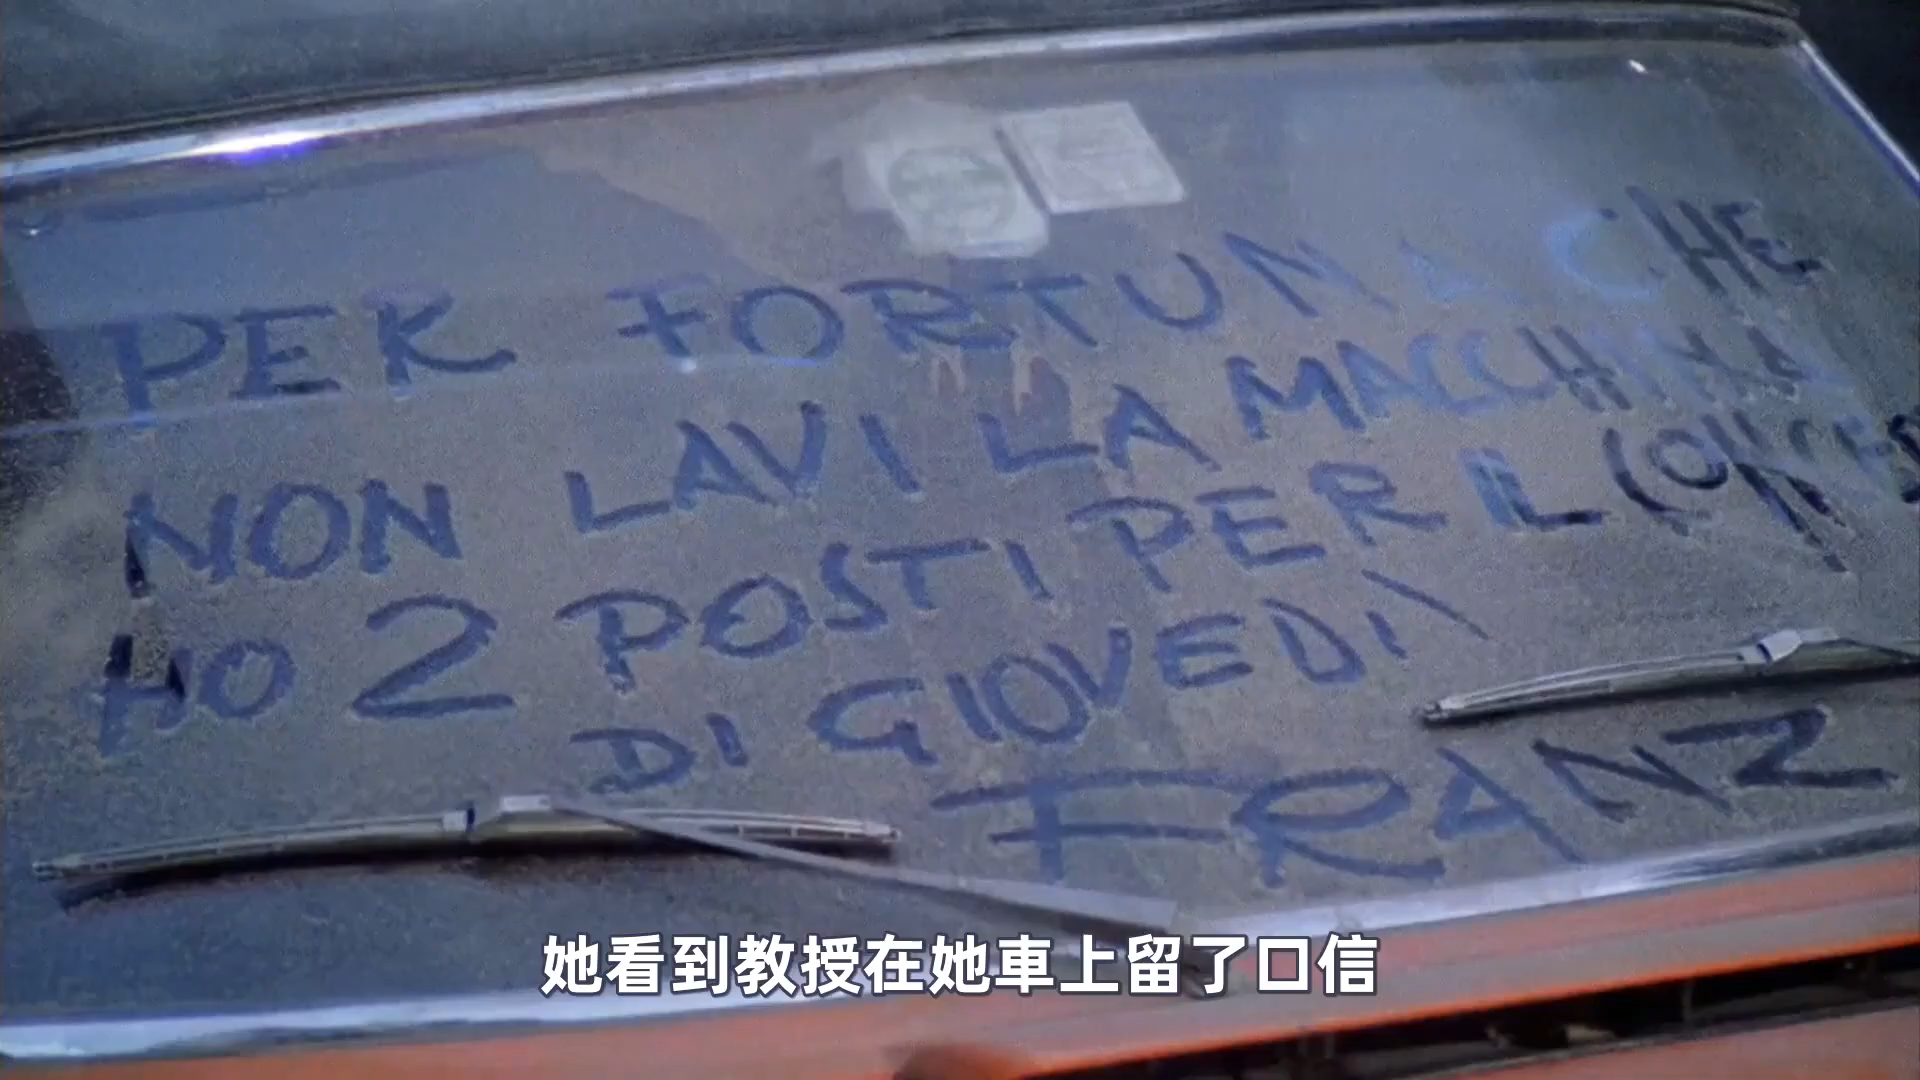 PER FORTUNA CHE
NON LAVI LA MACCHINA
HO 2 POSTI PER IL
DI GIOVEDI\
FRANZ
她看到教授在她車上留了口信